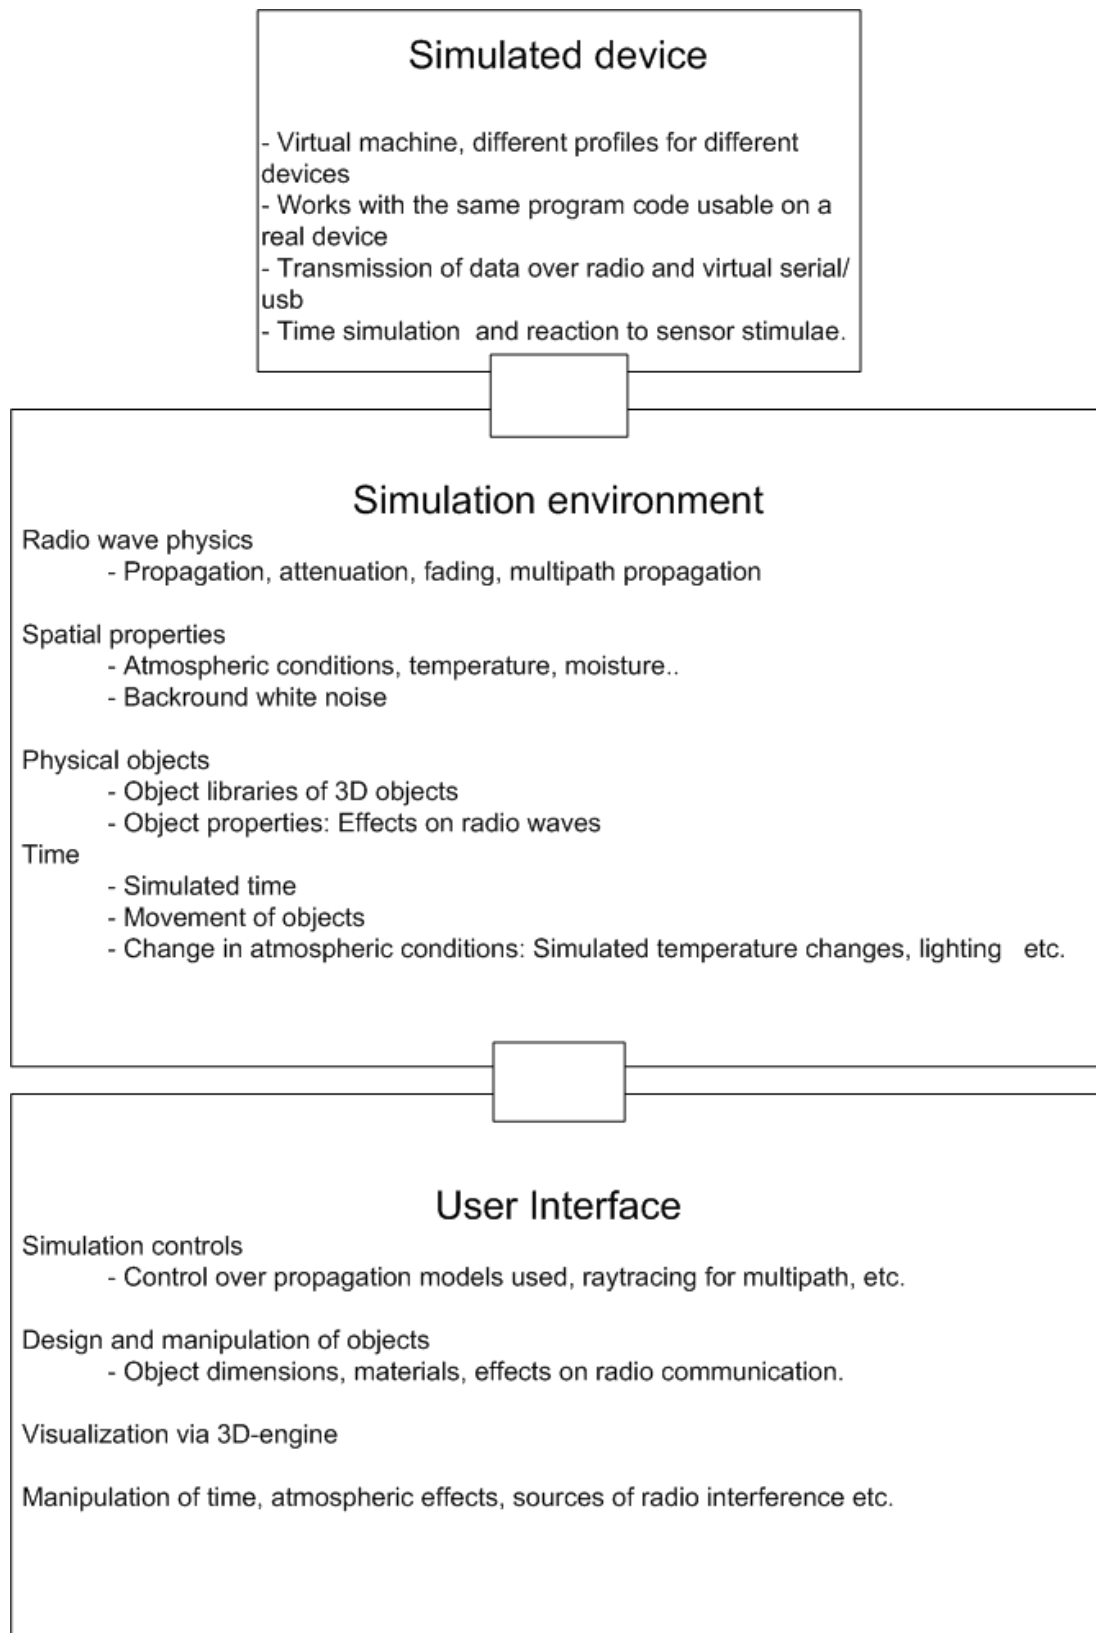 Simulated device
- Virtual machine, different profiles for different
devices
- Works with the same program code usable on a
real device
- Transmission of data over radio and virtual serial/
usb
- Time simulation  and reaction to sensor stimulae.
Simulation environment
Radio wave physics
- Propagation, attenuation, fading, multipath propagation
Spatial properties
- Atmospheric conditions, temperature, moisture..
- Backround white noise
Physical objects
- Object libraries of 3D objects
- Object properties: Effects on radio waves
Time
- Simulated time
- Movement of objects
- Change in atmospheric conditions: Simulated temperature changes, lighting   etc.
User Interface
Simulation controls
- Control over propagation models used, raytracing for multipath, etc.
Design and manipulation of objects
- Object dimensions, materials, effects on radio communication.
Visualization via 3D-engine
Manipulation of time, atmospheric effects, sources of radio interference etc.